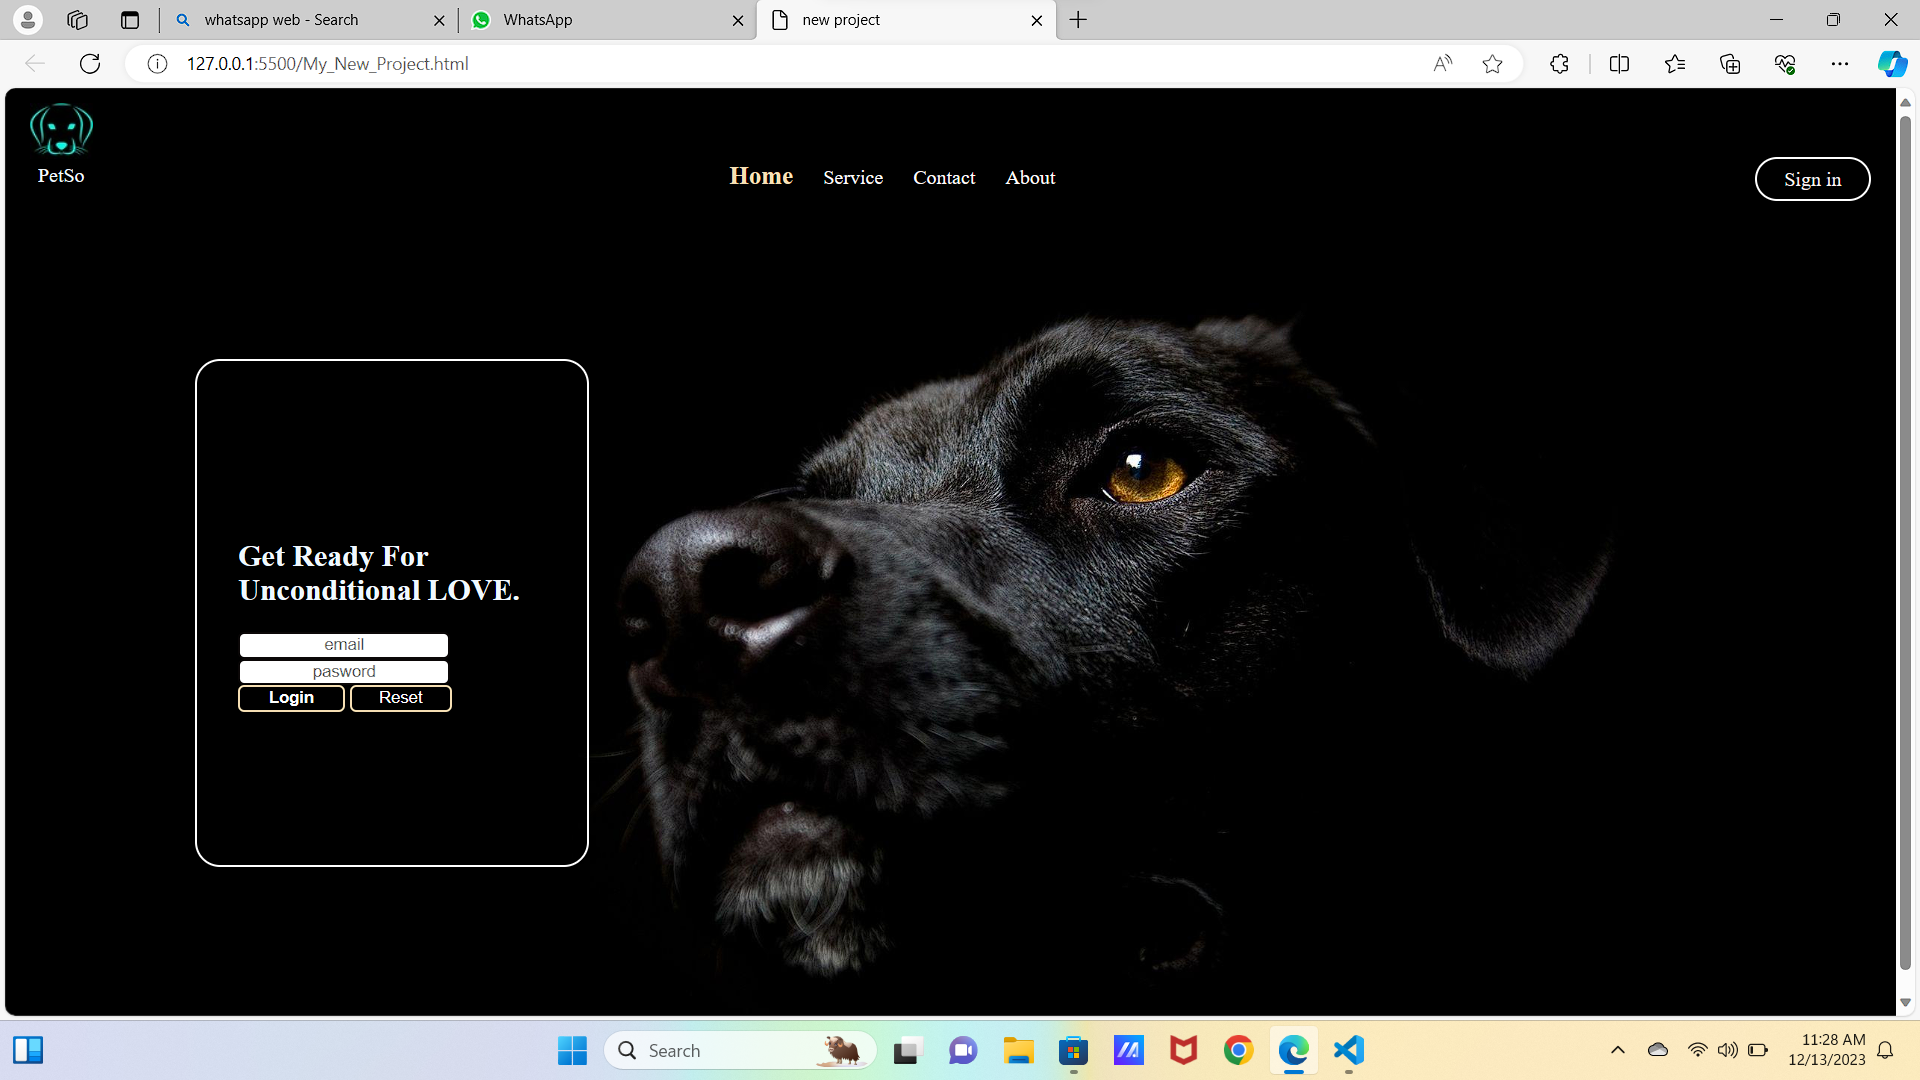 whatsapp web - Search
WhatsApp
new project
127.0.0.1:5500/My_New_Project.html
PetSo
Home
Service
Contact
About
Sign in
Get Ready For
Unconditional LOVE.
email
pasword
Login
Reset
Search
11:28 AM
12/13/2023